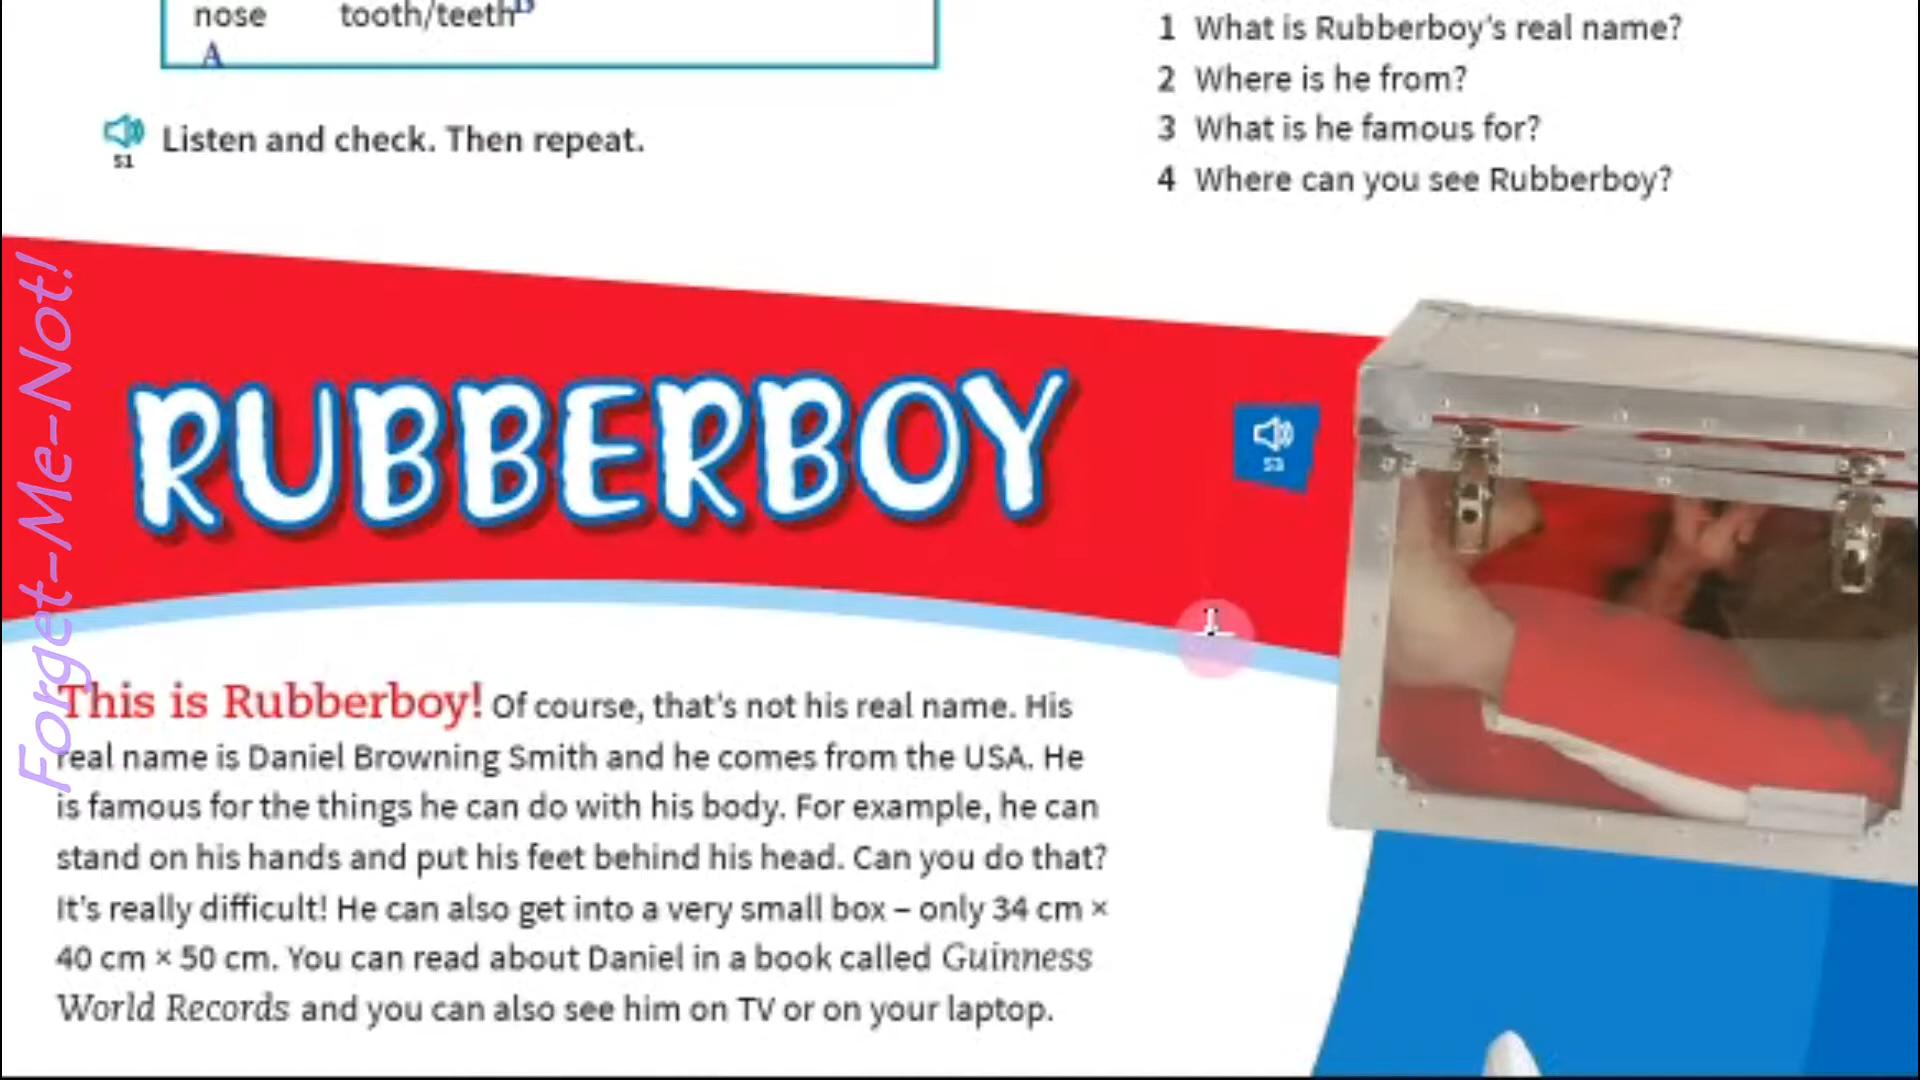 nose tooth/teeth
A
S1 Listen and check. Then repeat.
1 What is Rubberboy's real name?
2 Where is he from?
3 What is he famous for?
4 Where can you see Rubberboy?
RUBBERBOY
Forget-Me-Not!
This is Rubberboy! Of course, that's not his real name. His
real name is Daniel Browning Smith and he comes from the USA. He
is famous for the things he can do with his body. For example, he can
stand on his hands and put his feet behind his head. Can you do that?
It's really difficult! He can also get into a very small box – only 34 cm ×
40 cm × 50 cm. You can read about Daniel in a book called Guinness
World Records and you can also see him on TV or on your laptop.